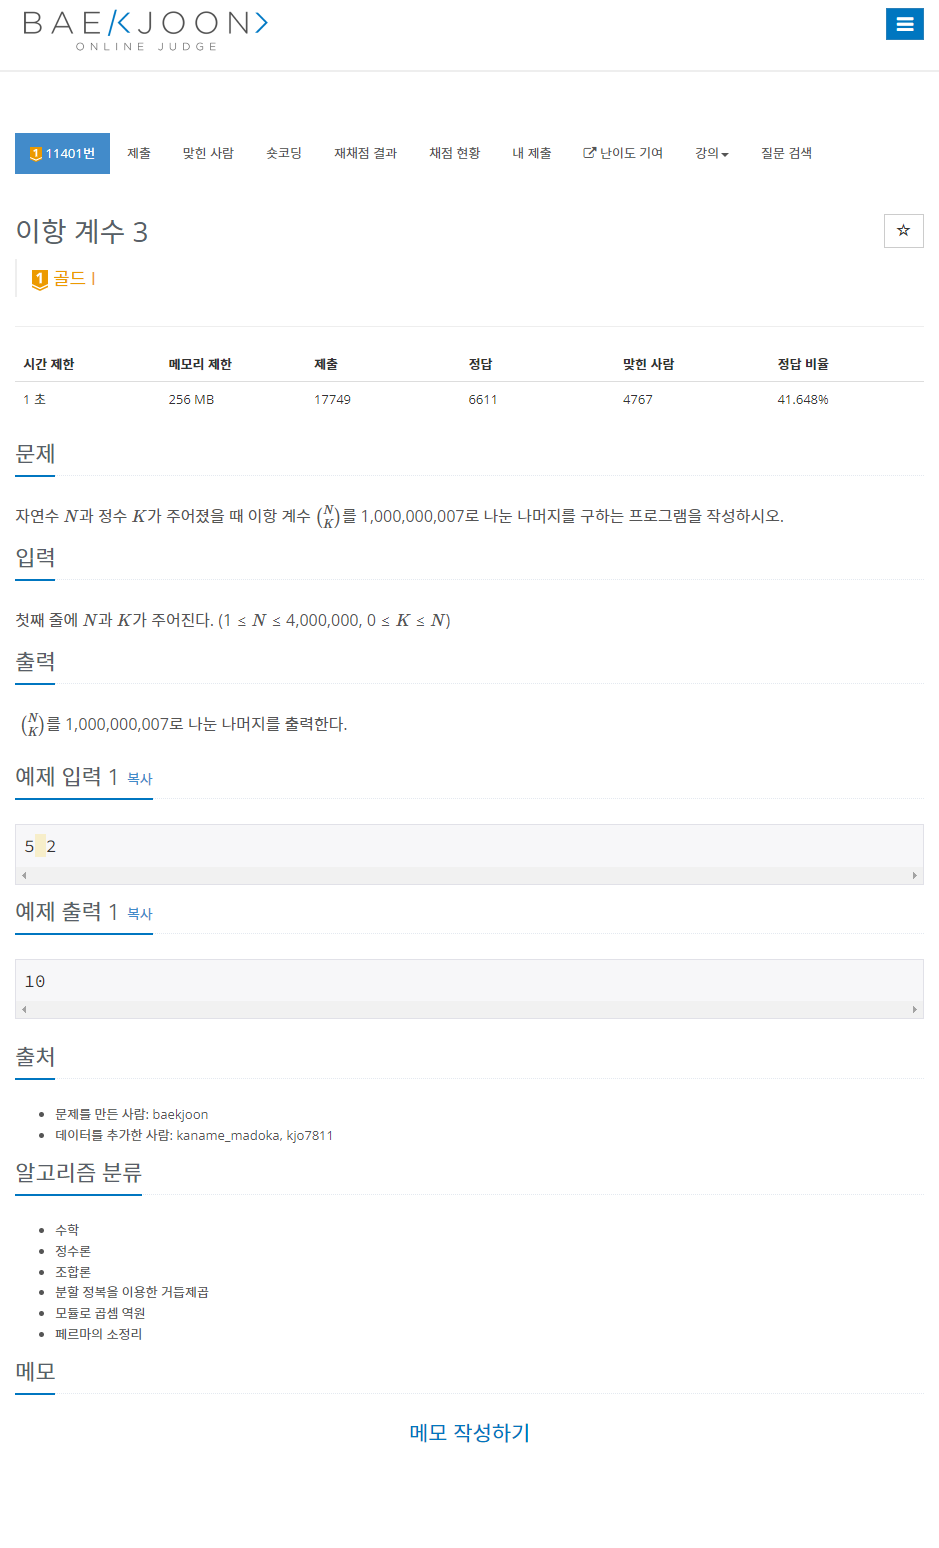 BAEKJOON>
ONLINE JUDGE
1 11401번 제출 맞힌 사람 숏코딩 재채점 결과 채점 현황 내 제출 난이도 기여 강의 질문 검색
이항 계수 3
1 골드 I
시간 제한 메모리 제한 제출 정답 맞힌 사람 정답 비율
1 초 256 MB 17749 6611 4767 41.648%
문제
자연수 N과 정수 K가 주어졌을 때 이항 계수 (N K)를 1,000,000,007로 나눈 나머지를 구하는 프로그램을 작성하시오.
입력
첫째 줄에 N과 K가 주어진다. (1 ≤ N ≤ 4,000,000, 0 ≤ K ≤ N)
출력
(N K)를 1,000,000,007로 나눈 나머지를 출력한다.
예제 입력 1 복사
5 2
예제 출력 1 복사
10
출처
문제를 만든 사람: baekjoon
데이터를 추가한 사람: kaname_madoka, kjo7811
알고리즘 분류
수학
정수론
조합론
분할 정복을 이용한 거듭제곱
모듈로 곱셈 역원
페르마의 소정리
메모
메모 작성하기